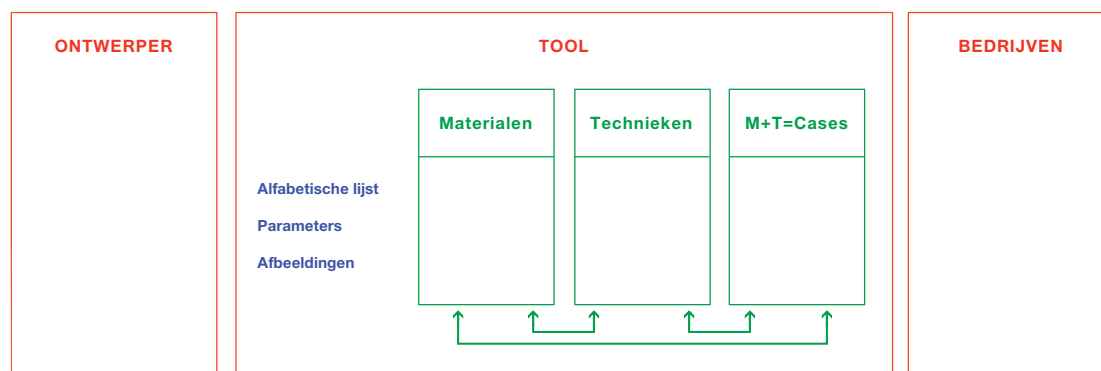 ONTWERPER
TOOL
BEDRIJVEN
Materialen
Technieken
M+T=Cases
Alfabetische lijst
Parameters
Afbeeldingen